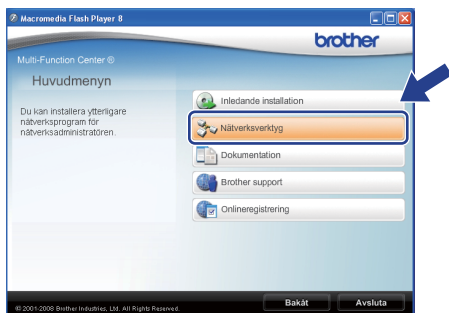 Macromedia Flash Player 8
brother
Multi-Function Center ®
Huvudmenyn
Du kan installera ytterligare
nätverksprogram för
nätverksadministratören.
Inledande installation
Nätverksverktyg
Dokumentation
Brother support
Onlineregistrering
© 2001-2008 Brother Industries, Ltd. All Rights Reserved.
Bakåt
Avsluta